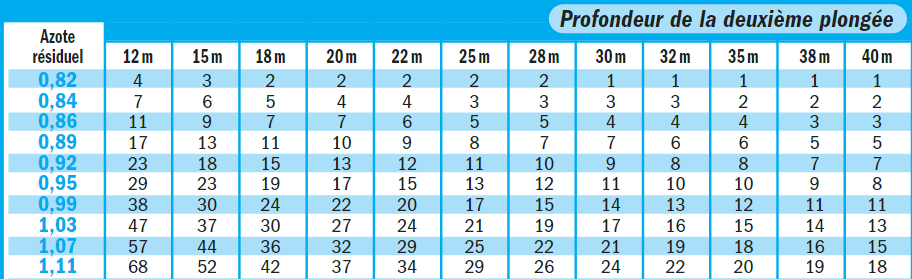 Profondeur de la deuxième plongée
Azote
résiduel 12 m 15 m 18 m 20 m 22 m 25 m 28 m 30 m 32 m 35 m 38 m 40 m
0,82 4 3 2 2 2 2 2 1 1 1 1 1
0,84 7 6 5 4 4 3 3 3 3 2 2 2
0,86 11 9 7 7 6 5 5 4 4 4 3 3
0,89 17 13 11 10 9 8 7 7 6 6 5 5
0,92 23 18 15 13 12 11 10 9 8 8 7 7
0,95 29 23 19 17 15 13 12 11 10 10 9 8
0,99 38 30 24 22 20 17 15 14 13 12 11 11
1,03 47 37 30 27 24 21 19 17 16 15 14 13
1,07 57 44 36 32 29 25 22 21 19 18 16 15
1,11 68 52 42 37 34 29 26 24 22 20 19 18